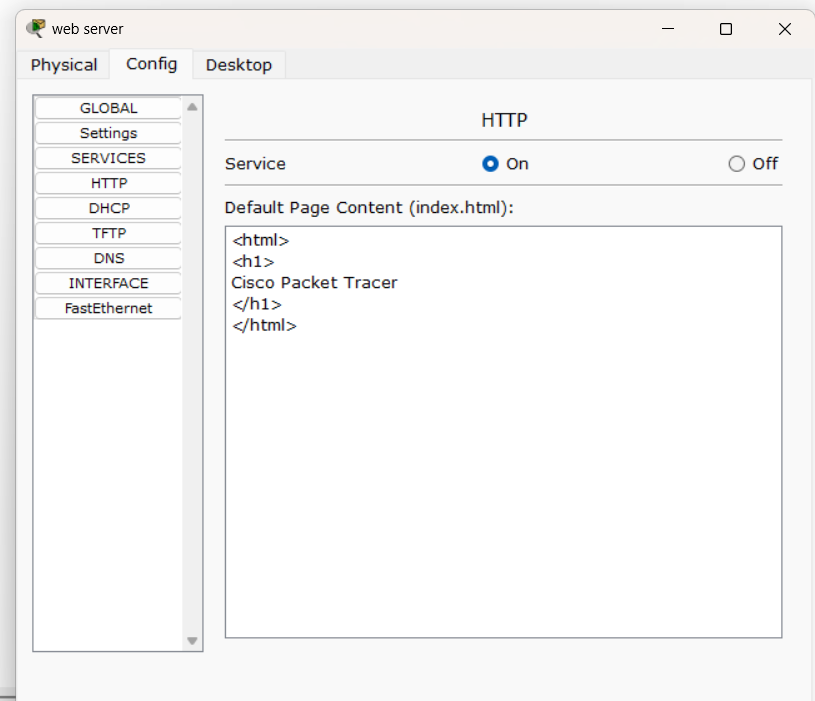 web server
Physical Config Desktop
GLOBAL
Settings
SERVICES
HTTP
DHCP
TFTP
DNS
INTERFACE
FastEthernet
HTTP
Service On Off
Default Page Content (index.html):
<html>
<h1>
Cisco Packet Tracer
</h1>
</html>